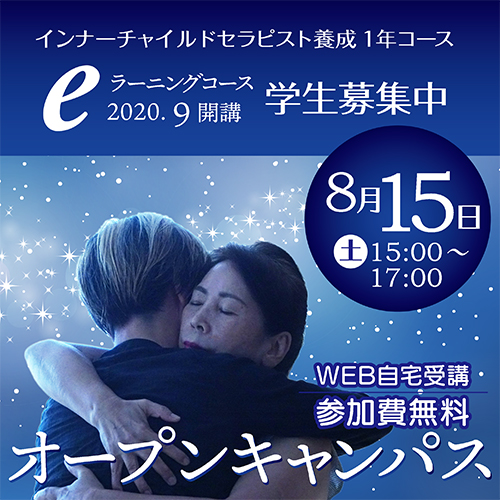 インナーチャイルドセラピスト養成 1年コース
eラーニングコース
2020. 9 開講
学生募集中
8月15日
土 15:00～
17:00
WEB自宅受講
参加費無料
オープンキャンパス